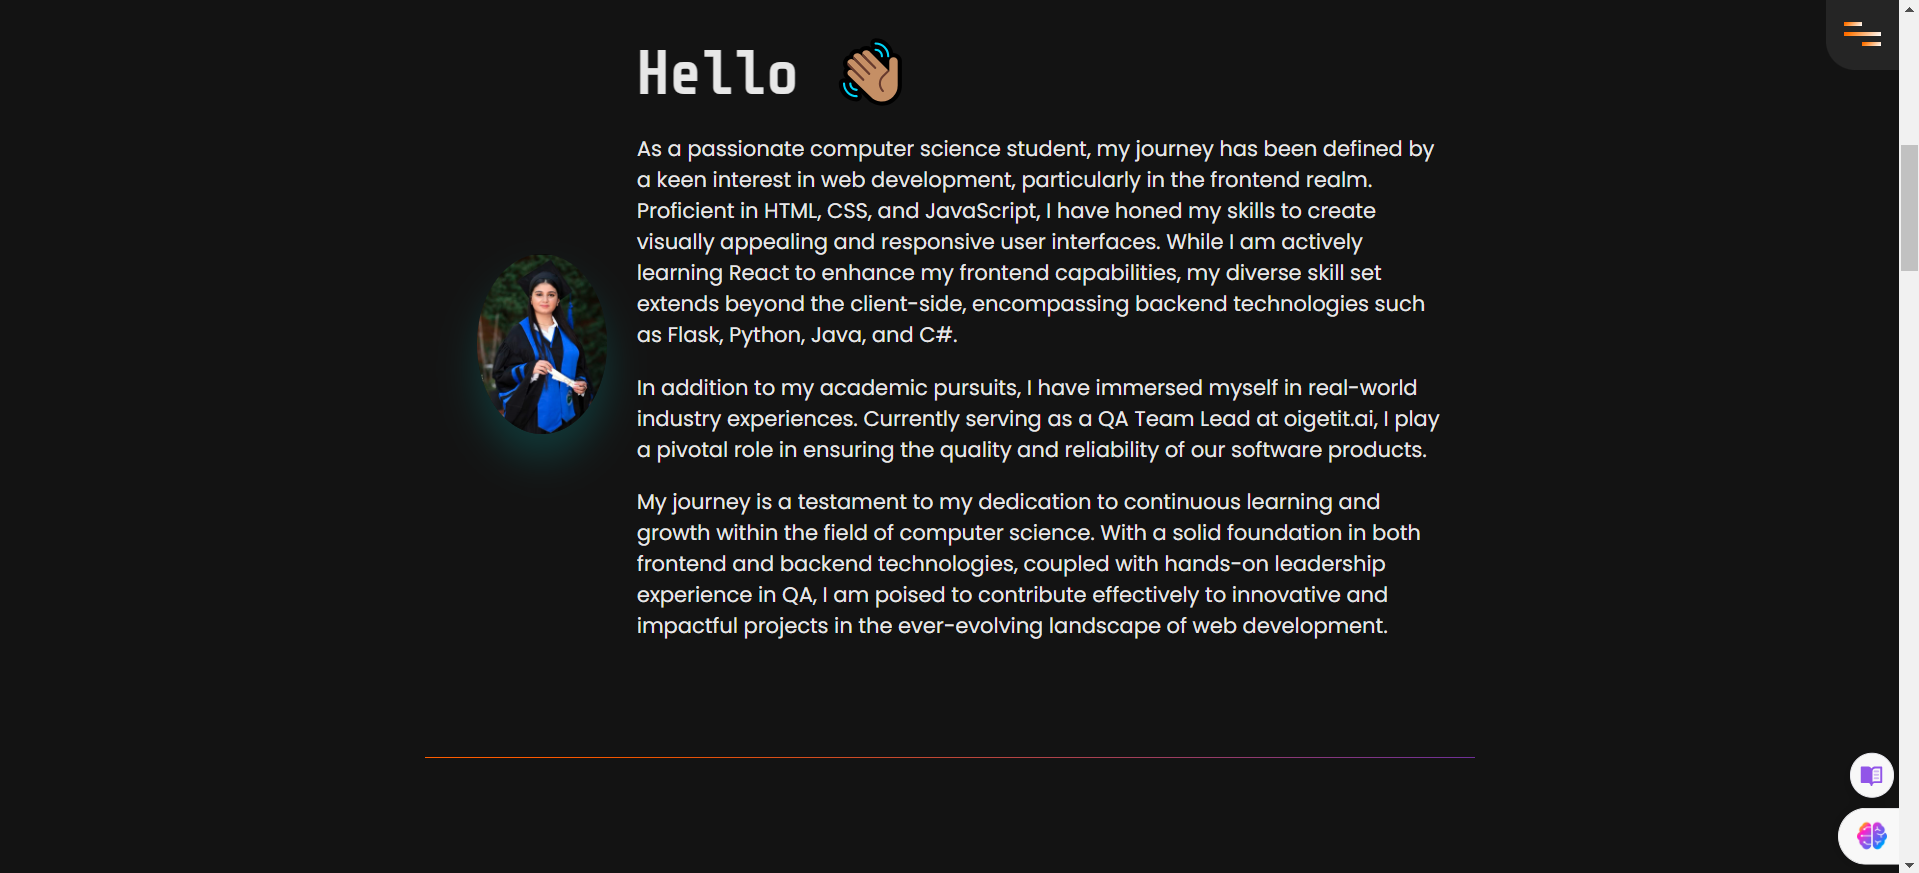 Hello 👋🏽
As a passionate computer science student, my journey has been defined by
a keen interest in web development, particularly in the frontend realm.
Proficient in HTML, CSS, and JavaScript, I have honed my skills to create
visually appealing and responsive user interfaces. While I am actively
learning React to enhance my frontend capabilities, my diverse skill set
extends beyond the client-side, encompassing backend technologies such
as Flask, Python, Java, and C#.
In addition to my academic pursuits, I have immersed myself in real-world
industry experiences. Currently serving as a QA Team Lead at oigetit.ai, I play
a pivotal role in ensuring the quality and reliability of our software products.
My journey is a testament to my dedication to continuous learning and
growth within the field of computer science. With a solid foundation in both
frontend and backend technologies, coupled with hands-on leadership
experience in QA, I am poised to contribute effectively to innovative and
impactful projects in the ever-evolving landscape of web development.